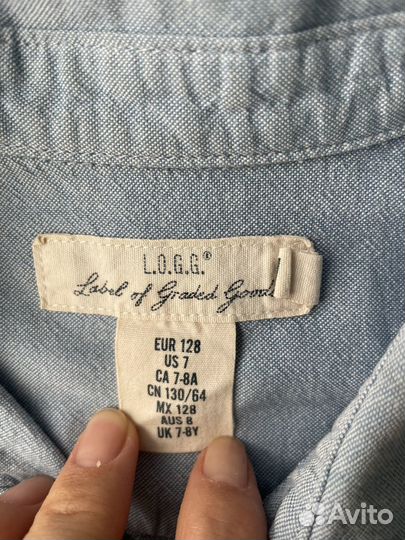 L.O.G.G.®
Label of Graded Goods
EUR 128
US 7
CA 7-8A
CN 130/64
MX 128
AUS 8
UK 7-8Y
Avito